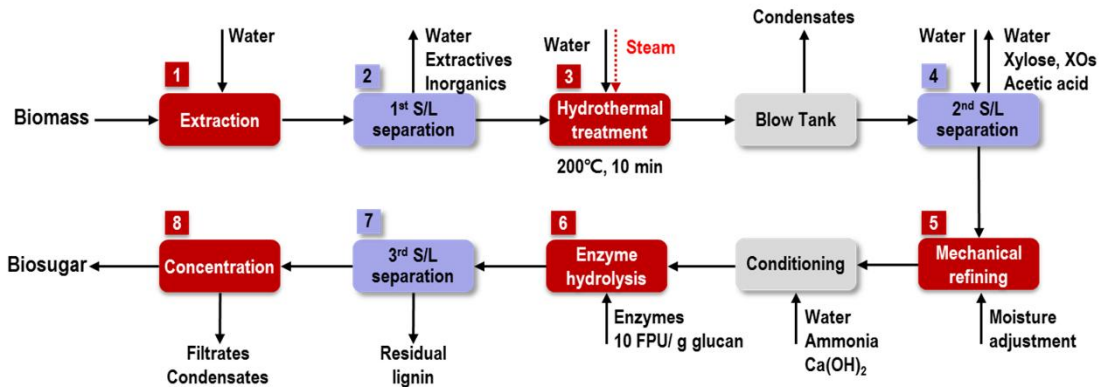 Water
1
Extraction
Biomass
Water
Extractives
Inorganics
2
1st S/L
separation
Water
Steam
3
Hydrothermal
treatment
200℃, 10 min
Condensates
Blow Tank
Water
Water
Xylose, XOs
Acetic acid
4
2nd S/L
separation
5
Mechanical
refining
Moisture
adjustment
Conditioning
Water
Ammonia
Ca(OH)2
6
Enzyme
hydrolysis
Enzymes
10 FPU/ g glucan
7
3rd S/L
separation
Residual
lignin
8
Concentration
Filtrates
Condensates
Biosugar